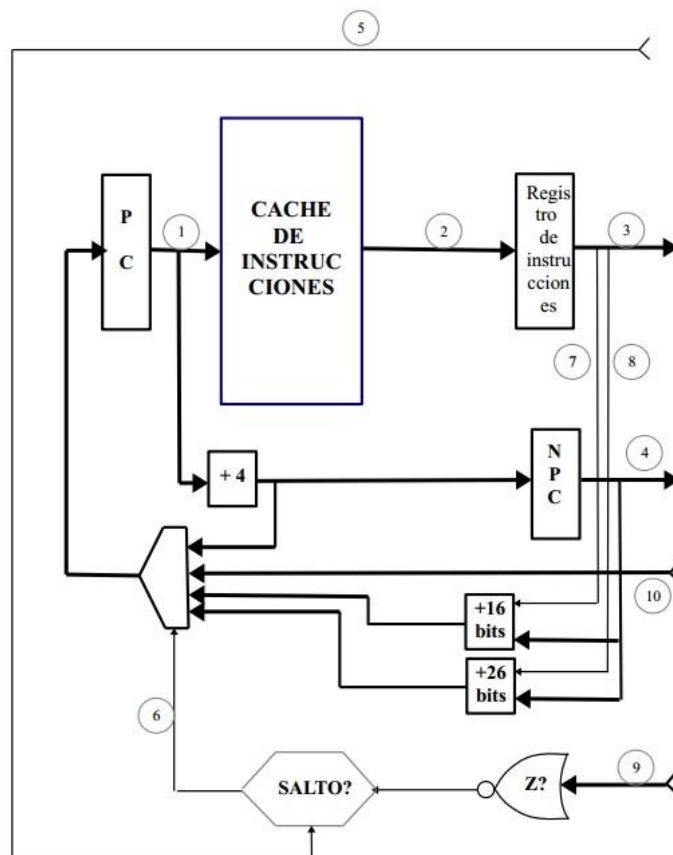 5
P
C
1
CACHE
DE
INSTRUCC
CIONES
2
Regis
tro
de
instru
ccion
es
3
7
8
+ 4
N
P
C
4
+16
bits
10
+26
bits
6
SALTO?
Z?
9